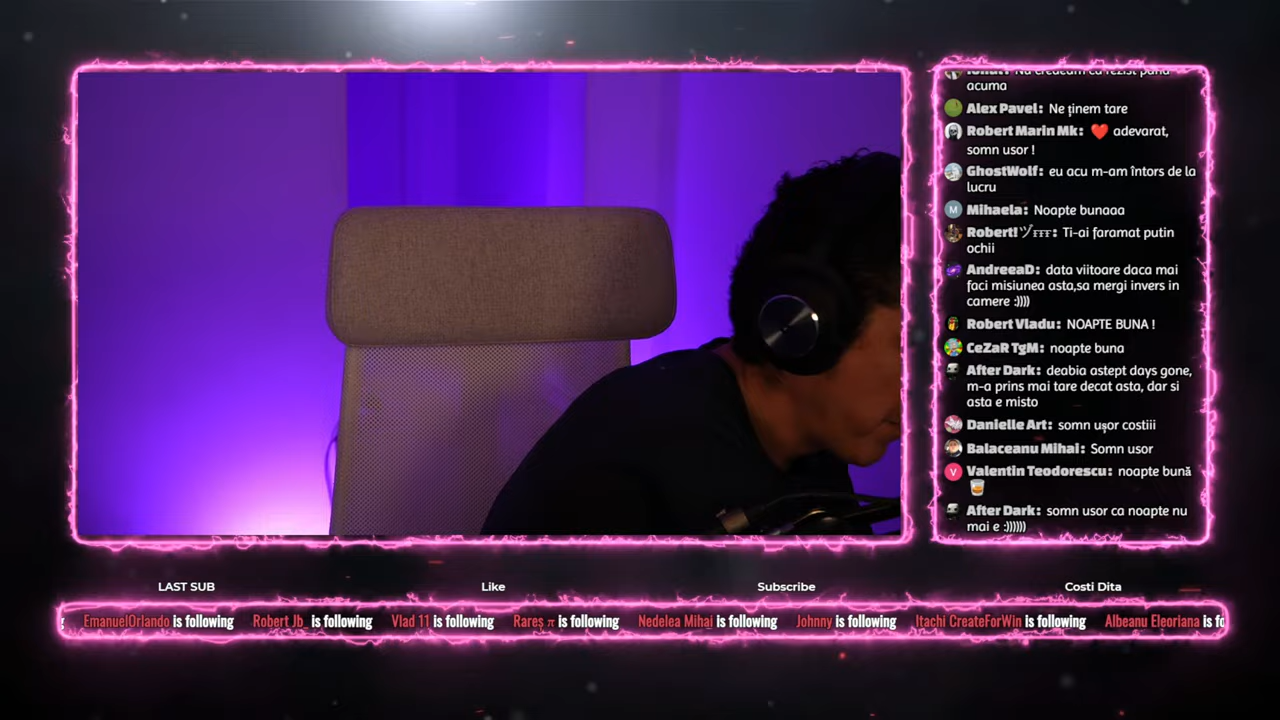 acuma
Alex Pavel: Ne ținem tare
Robert Marin Mk: ❤️ adevarat,
somn usor !
GhostWolf: eu acu m-am întors de la
lucru
M Mihaela: Noapte bunaaa
Robert!ヅ: Ti-ai faramat putin
ochii
AndreeaD: data viitoare daca mai
faci misiunea asta,sa mergi invers in
camere :))))
Robert Vladu: NOAPTE BUNA !
CeZaR TgM: noapte buna
After Dark: deabia astept days gone,
m-a prins mai tare decat asta, dar si
asta e misto
Danielle Art: somn ușor costiii
Balaceanu Mihai: Somn usor
V Valentin Teodorescu: noapte bună
🥃
After Dark: somn usor ca noapte nu
mai e :))))))
LAST SUB Like Subscribe Costi Dita
EmanuelOrlando is following Robert Jb_ is following Vlad 11 is following Rareș π is following Nedelea Mihai is following Johnny is following Itachi CreateForWin is following Albeanu Eleoriana is